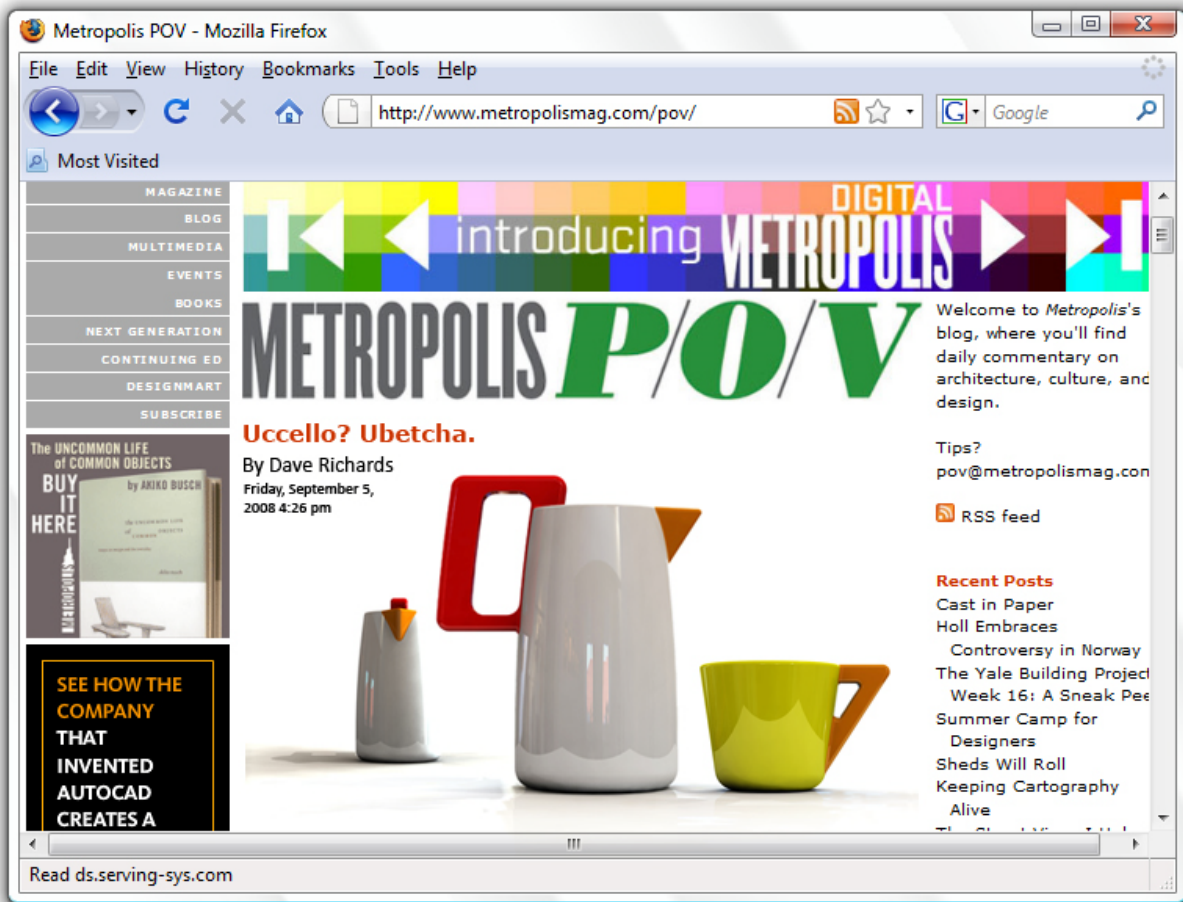 Metropolis POV - Mozilla Firefox
File Edit View History Bookmarks Tools Help
http://www.metropolismag.com/pov/
G
Google
Most Visited
MAGAZINE
BLOG
MULTIMEDIA
EVENTS
BOOKS
NEXT GENERATION
CONTINUING ED
DESIGNMART
SUBSCRIBE
The UNCOMMON LIFE
of COMMON OBJECTS
BUY
IT
HERE
by AKIKO BUSCH
METROPOLIS
SEE HOW THE
COMPANY
THAT
INVENTED
AUTOCAD
CREATES A
introducing
DIGITAL
METROPOLIS
METROPOLIS P/O/V
Uccello? Ubetcha.
By Dave Richards
Friday, September 5,
2008 4:26 pm
Welcome to Metropolis's
blog, where you'll find
daily commentary on
architecture, culture, and
design.
Tips?
pov@metropolismag.com
RSS feed
Recent Posts
Cast in Paper
Holl Embraces
Controversy in Norway
The Yale Building Project
Week 16: A Sneak Pee
Summer Camp for
Designers
Sheds Will Roll
Keeping Cartography
Alive
Read ds.serving-sys.com